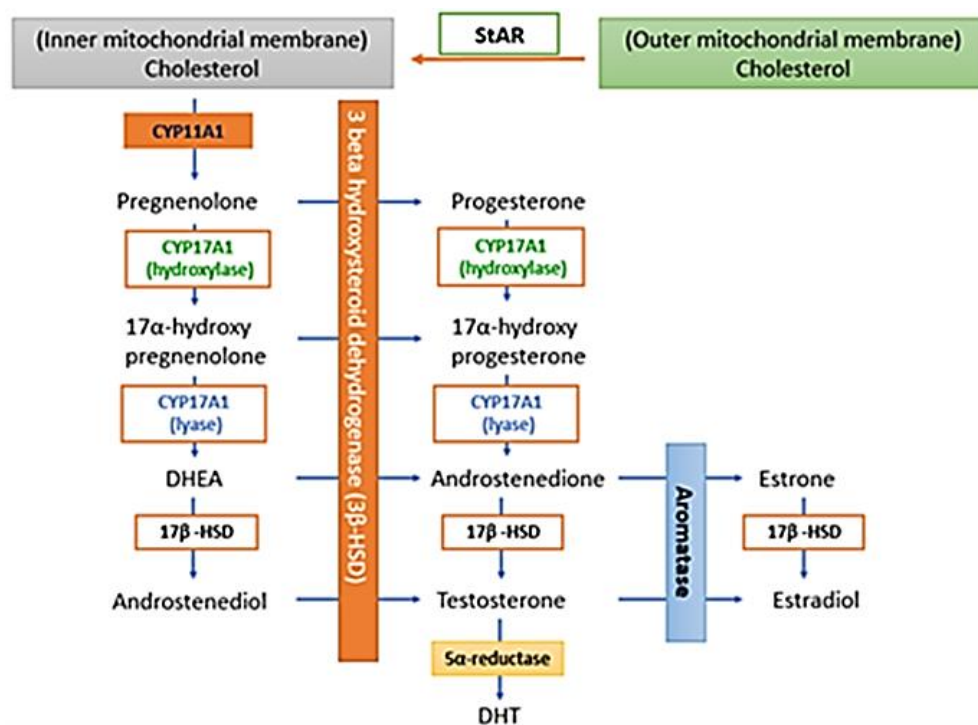 (Inner mitochondrial membrane)
Cholesterol
StAR
(Outer mitochondrial membrane)
Cholesterol
CYP11A1
3 beta hydroxysteroid dehydrogenase (3β-HSD)
Pregnenolone
Progesterone
CYP17A1
(hydroxylase)
CYP17A1
(hydroxylase)
17α-hydroxy
pregnenolone
17α-hydroxy
progesterone
CYP17A1
(lyase)
CYP17A1
(lyase)
DHEA
Androstenedione
Aromatase
Estrone
17β-HSD
17β-HSD
17β-HSD
Androstenediol
Testosterone
Estradiol
5α-reductase
DHT